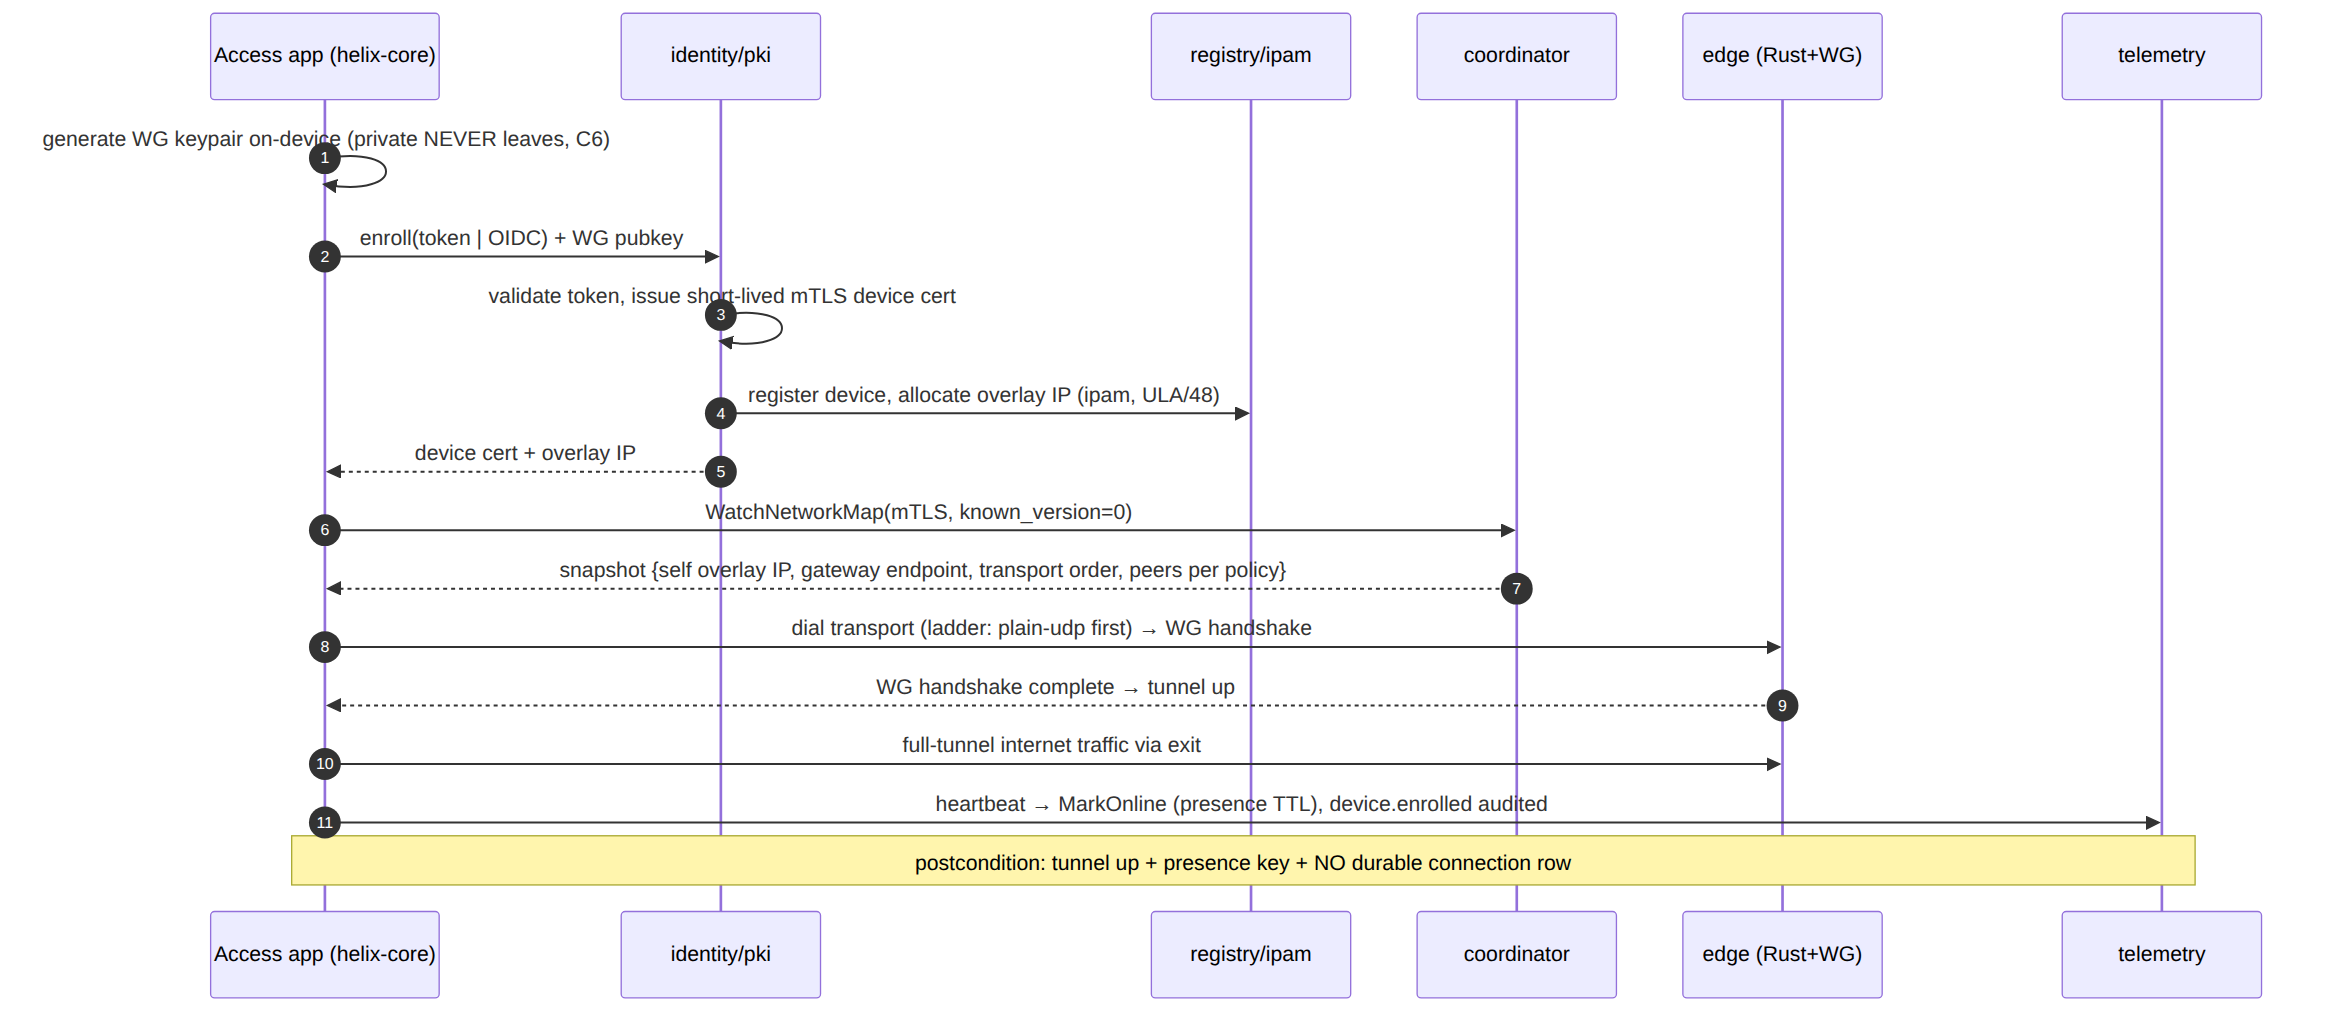 Access app (helix-core)
identity/pki
registry/ipam
coordinator
edge (Rust+WG)
telemetry
generate WG keypair on-device (private NEVER leaves, C6)
1
enroll(token | OIDC) + WG pubkey
2
validate token, issue short-lived mTLS device cert
3
register device, allocate overlay IP (ipam, ULA/48)
4
device cert + overlay IP
5
WatchNetworkMap(mTLS, known_version=0)
6
snapshot {self overlay IP, gateway endpoint, transport order, peers per policy}
7
dial transport (ladder: plain-udp first) → WG handshake
8
WG handshake complete → tunnel up
9
full-tunnel internet traffic via exit
10
heartbeat → MarkOnline (presence TTL), device.enrolled audited
11
postcondition: tunnel up + presence key + NO durable connection row
Access app (helix-core)
identity/pki
registry/ipam
coordinator
edge (Rust+WG)
telemetry